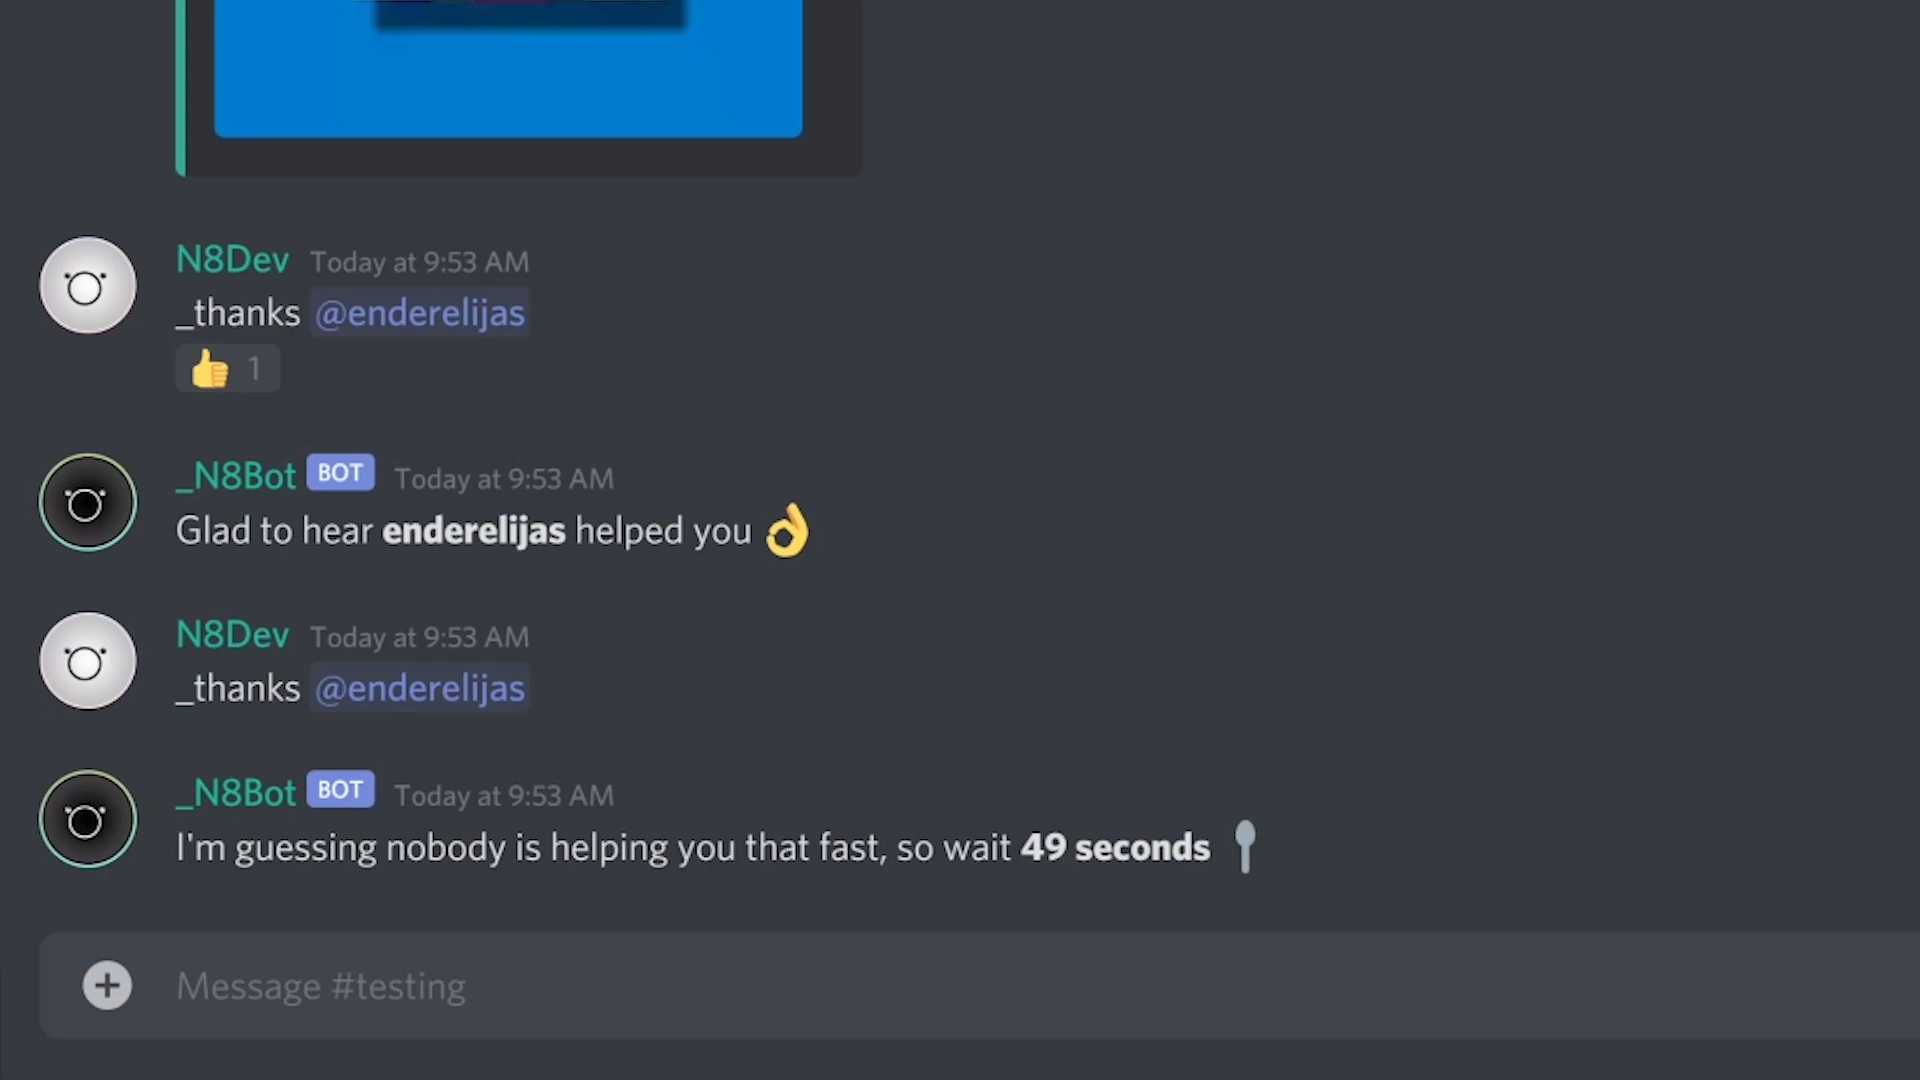 N8Dev Today at 9:53 AM
_thanks @enderelijas
👍 1
_N8Bot BOT Today at 9:53 AM
Glad to hear enderelijas helped you 👌
N8Dev Today at 9:53 AM
_thanks @enderelijas
_N8Bot BOT Today at 9:53 AM
I'm guessing nobody is helping you that fast, so wait 49 seconds 🥄
Message #testing